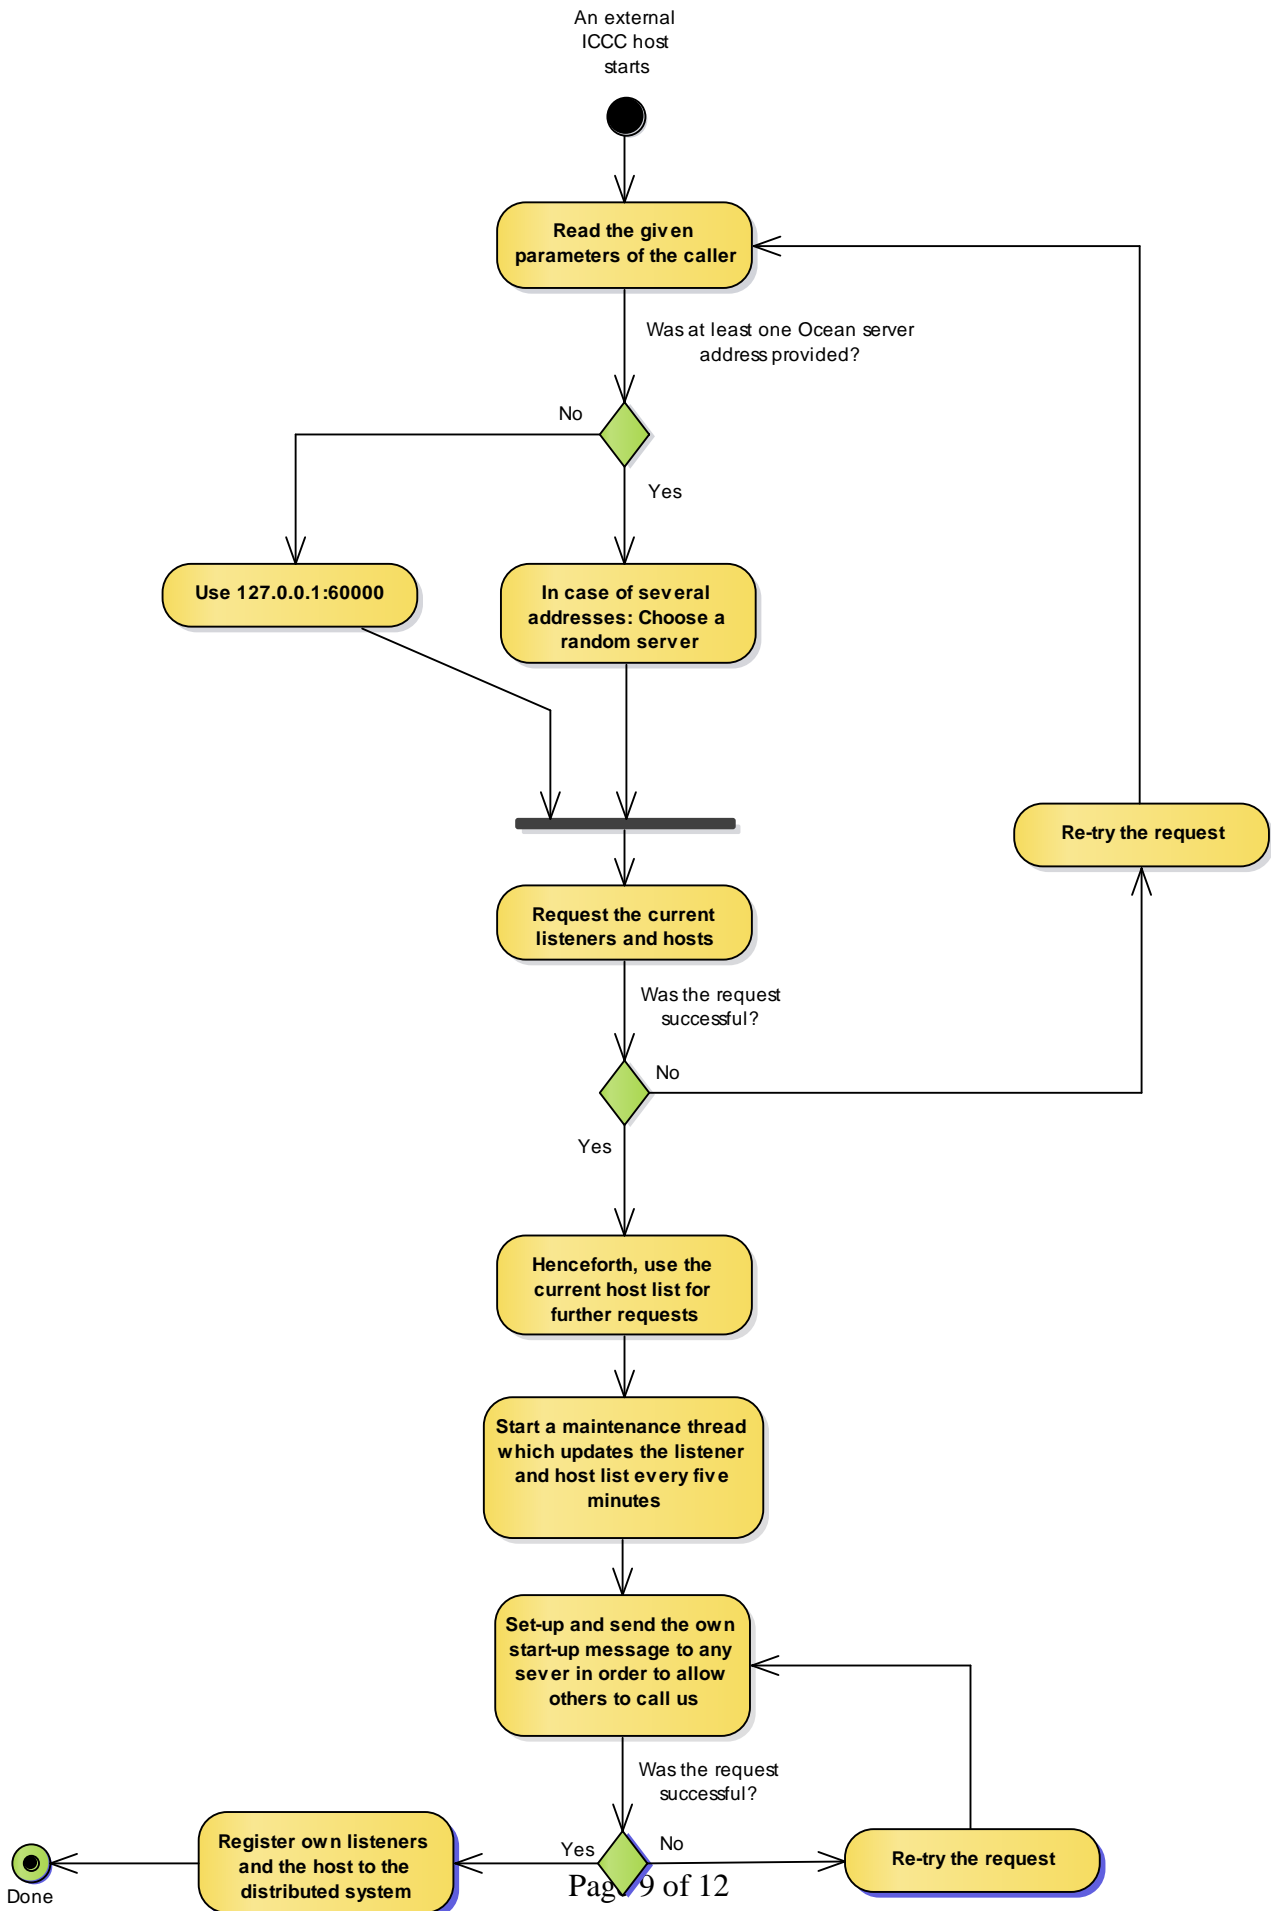 An external
ICCC host
starts
Read the given
parameters of the caller
Was at least one Ocean server
address provided?
No
Yes
Use 127.0.0.1:60000
In case of several
addresses: Choose a
random server
Re-try the request
Request the current
listeners and hosts
Was the request
successful?
No
Yes
Henceforth, use the
current host list for
further requests
Start a maintenance thread
which updates the listener
and host list every five
minutes
Set-up and send the own
start-up message to any
sever in order to allow
others to call us
Was the request
successful?
Yes
No
Register own listeners
and the host to the
distributed system
Re-try the request
Done
Page 9 of 12